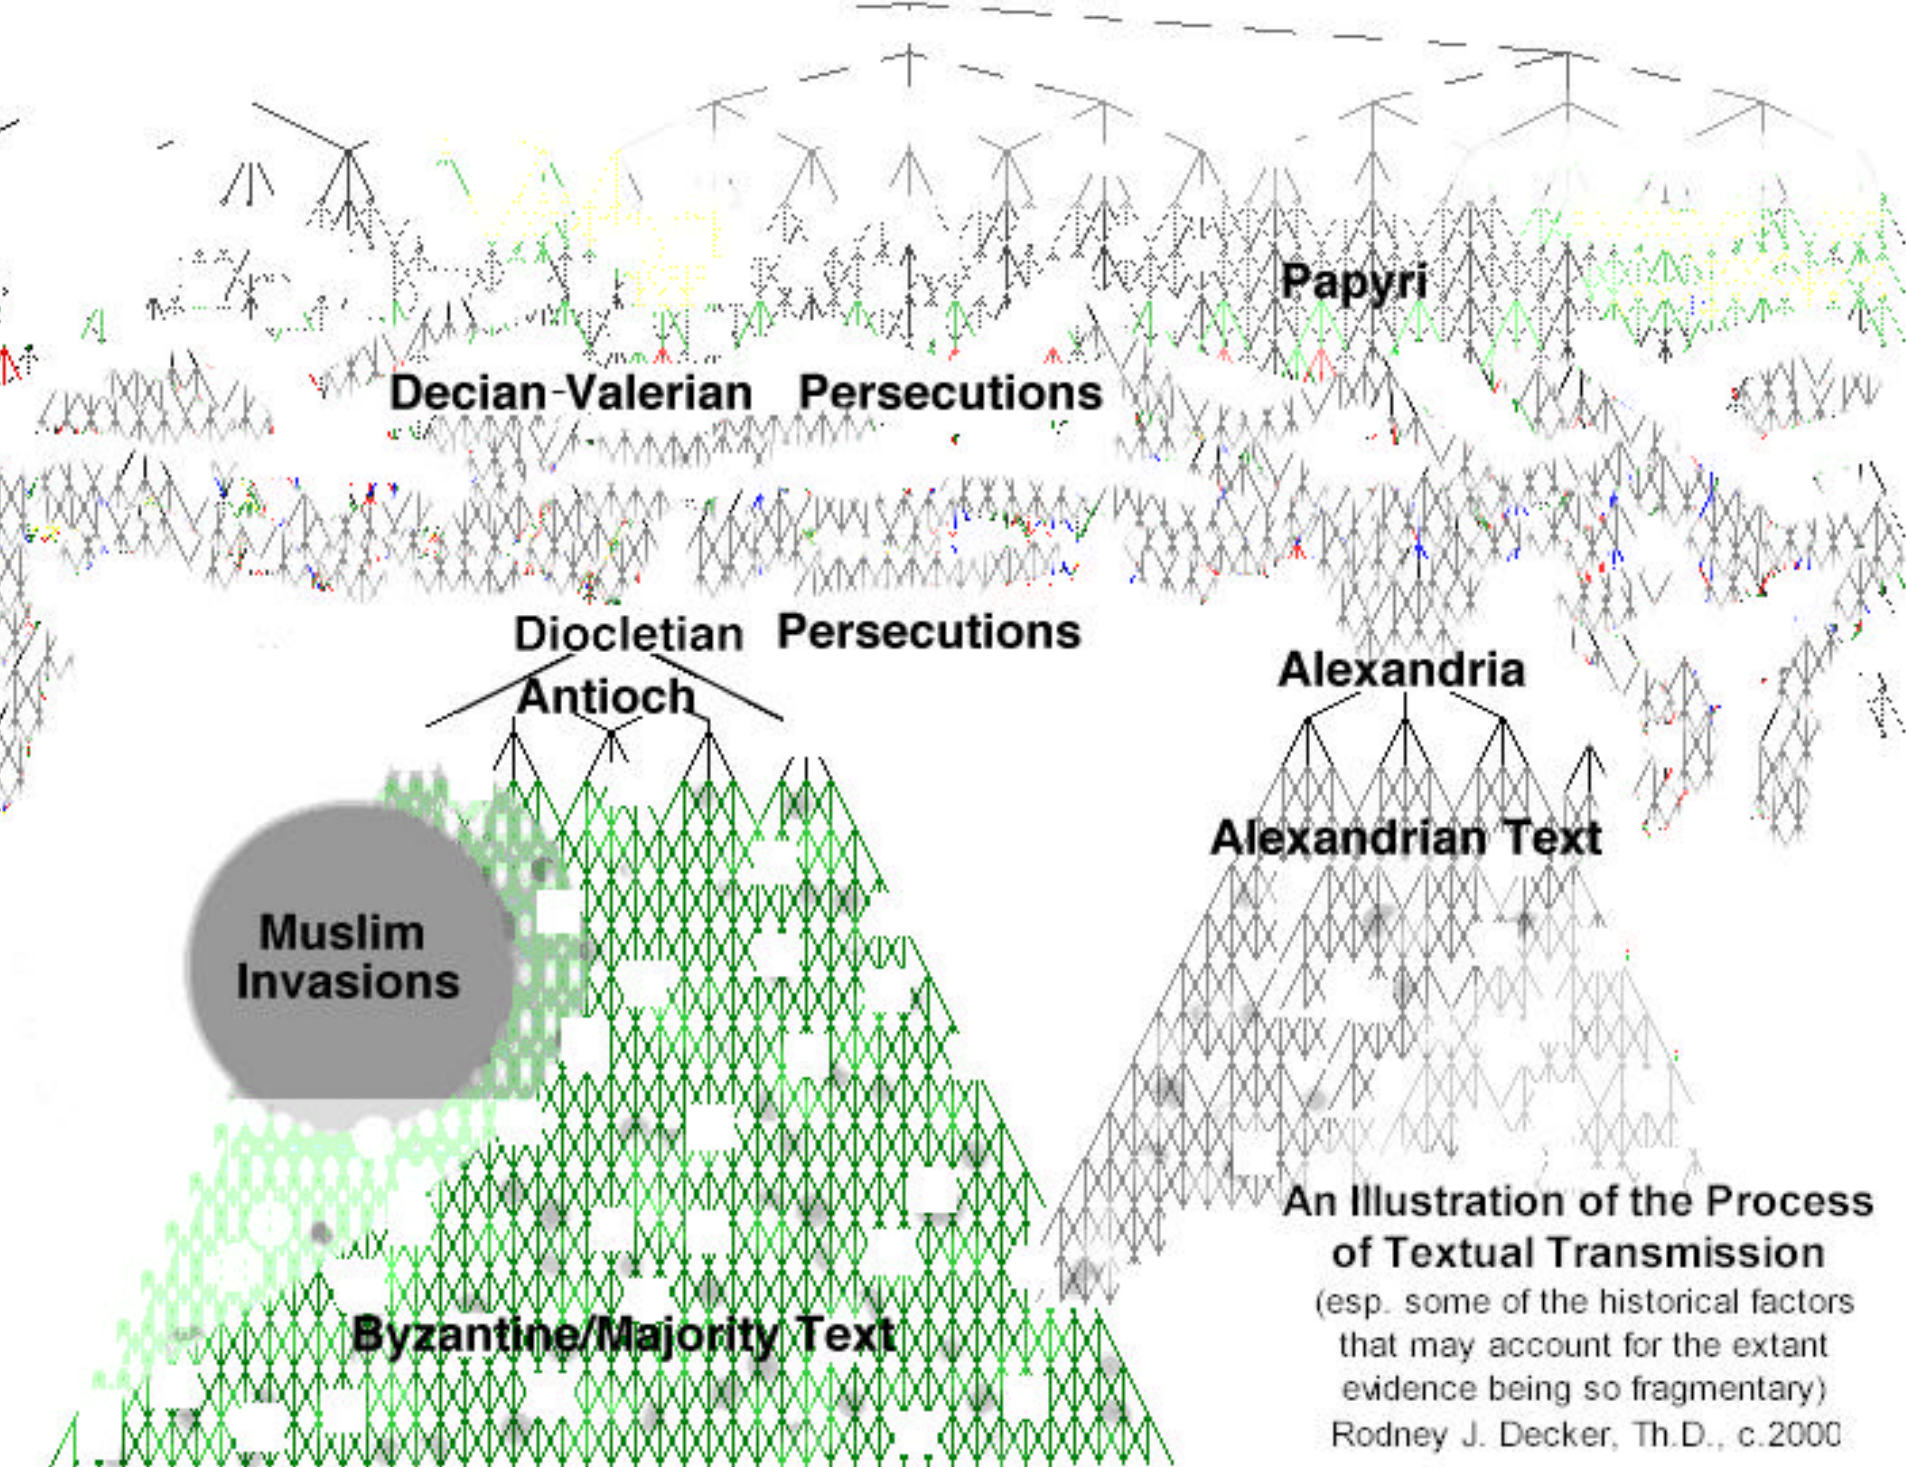 Papyri
Decian-Valerian Persecutions
Diocletian Persecutions
Antioch
Alexandria
Alexandrian Text
Muslim
Invasions
Byzantine/Majority Text
An Illustration of the Process
of Textual Transmission
(esp. some of the historical factors
that may account for the extant
evidence being so fragmentary)
Rodney J. Decker, Th.D., c.2000